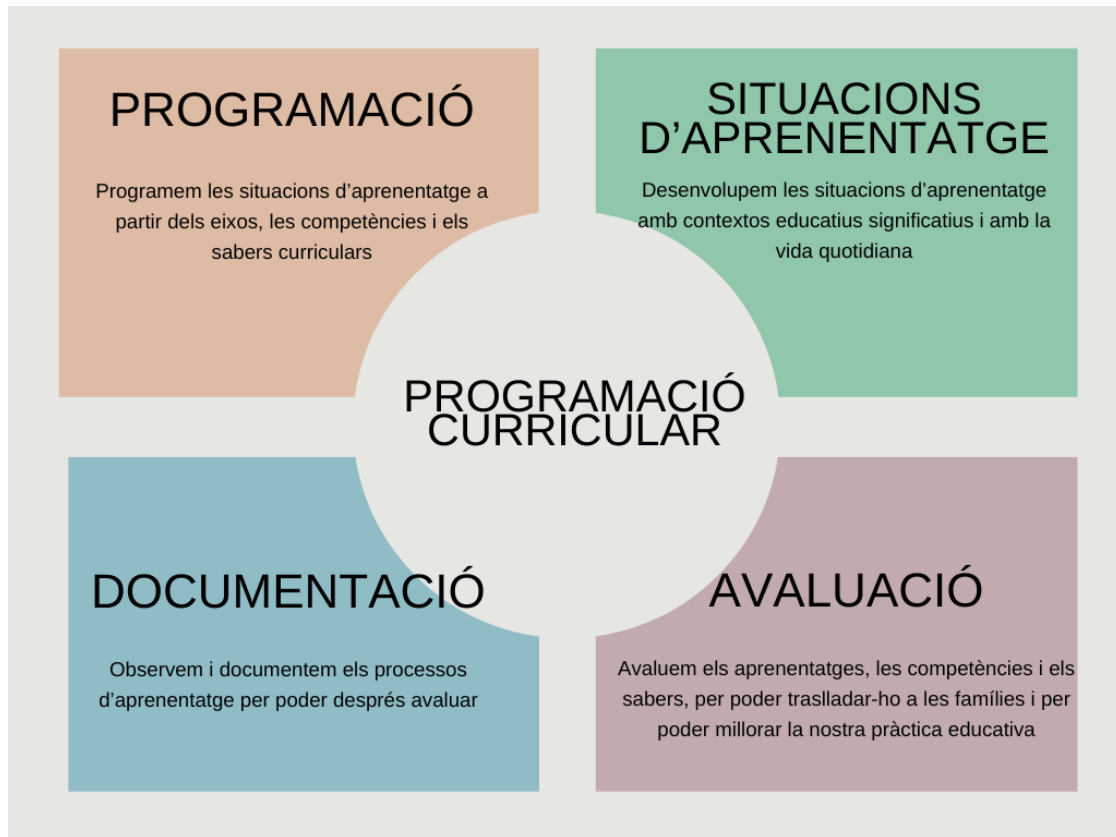 PROGRAMACIÓ
Programem les situacions d’aprenentatge a
partir dels eixos, les competències i els
sabers curriculars
SITUACIONS
D’APRENENTATGE
Desenvolupem les situacions d’aprenentatge
amb contextos educatius significatius i amb la
vida quotidiana
PROGRAMACIÓ
CURRICULAR
DOCUMENTACIÓ
Observem i documentem els processos
d’aprenentatge per poder després avaluar
AVALUACIÓ
Avaluem els aprenentatges, les competències i els
sabers, per poder traslladar-ho a les famílies i per
poder millorar la nostra pràctica educativa